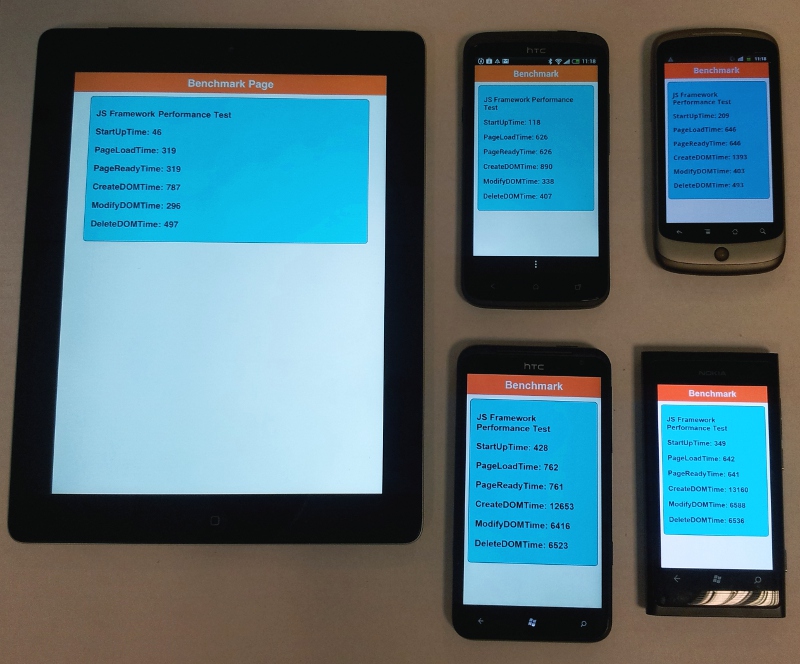 Benchmark Page
JS Framework Performance Test
StartUpTime: 46
PageLoadTime: 319
PageReadyTime: 319
CreateDOMTime: 787
ModifyDOMTime: 296
DeleteDOMTime: 497
hTC
11:18
Benchmark
JS Framework Performance
Test
StartUpTime: 118
PageLoadTime: 626
PageReadyTime: 626
CreateDOMTime: 890
ModifyDOMTime: 338
DeleteDOMTime: 407
11:18
Benchmark
JS Framework
Performance Test
StartUpTime: 209
PageLoadTime: 646
PageReadyTime: 646
CreateDOMTime: 1393
ModifyDOMTime: 403
DeleteDOMTime: 493
hTC
Benchmark
JS Framework
Performance Test
StartUpTime: 428
PageLoadTime: 762
PageReadyTime: 761
CreateDOMTime: 12653
ModifyDOMTime: 6416
DeleteDOMTime: 6523
NOKIA
Benchmark
JS Framework
Performance Test
StartUpTime: 349
PageLoadTime: 642
PageReadyTime: 641
CreateDOMTime: 13160
ModifyDOMTime: 6588
DeleteDOMTime: 6536